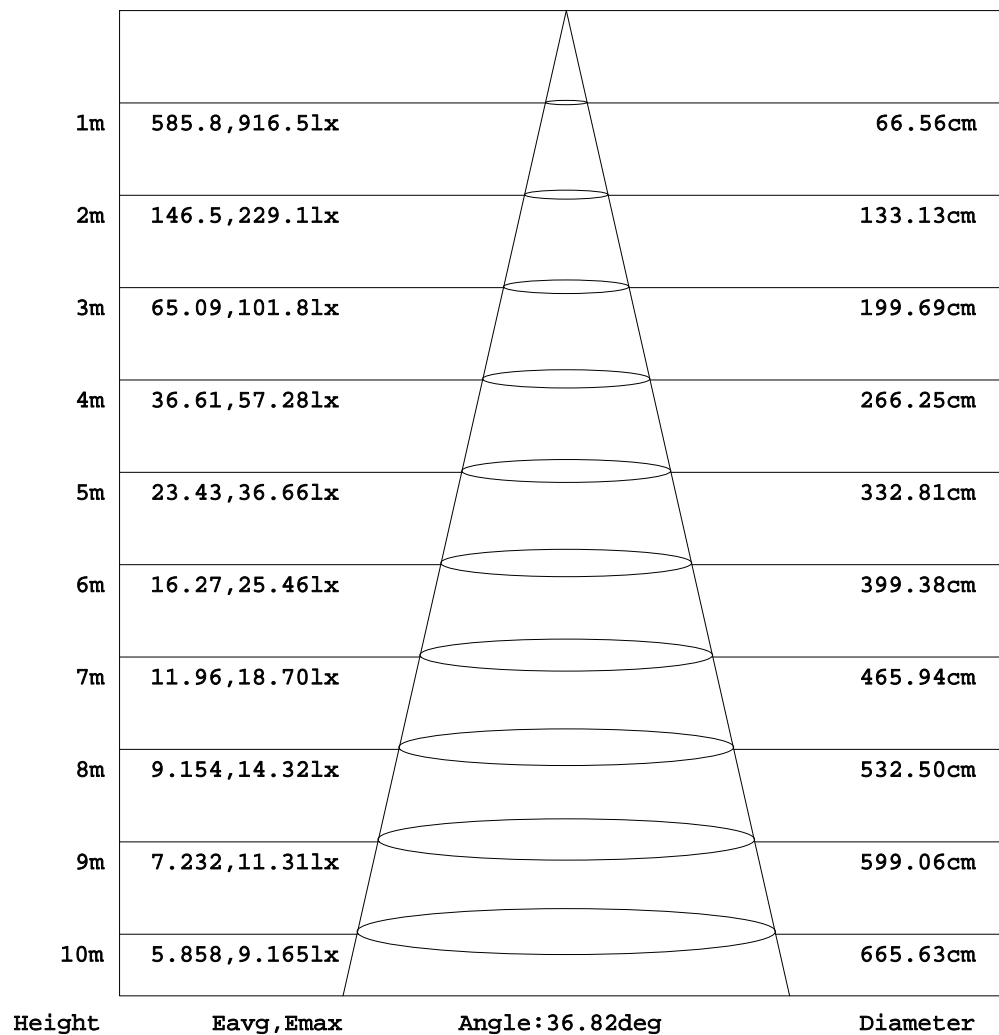 1m 585.8,916.5lx 66.56cm
2m 146.5,229.1lx 133.13cm
3m 65.09,101.8lx 199.69cm
4m 36.61,57.28lx 266.25cm
5m 23.43,36.66lx 332.81cm
6m 16.27,25.46lx 399.38cm
7m 11.96,18.70lx 465.94cm
8m 9.154,14.32lx 532.50cm
9m 7.232,11.31lx 599.06cm
10m 5.858,9.165lx 665.63cm
Height Eavg,Emax Angle:36.82deg Diameter